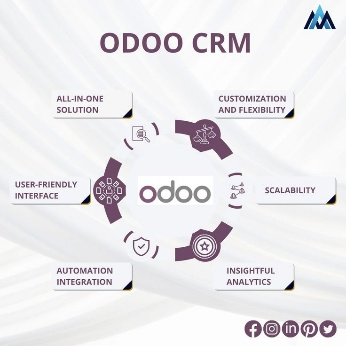 ODOO CRM
ALL-IN-ONE
SOLUTION
CUSTOMIZATION
AND FLEXIBILITY
USER-FRIENDLY
INTERFACE
odoo
SCALABILITY
AUTOMATION
INTEGRATION
INSIGHTFUL
ANALYTICS